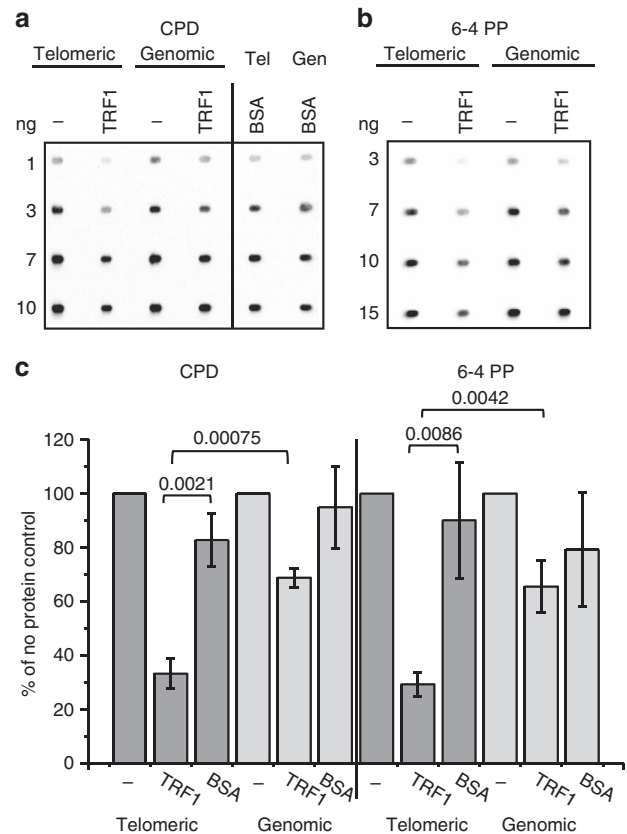 a
CPD
Telomeric Genomic Tel Gen
ng – TRF1 – TRF1 BSA BSA
1
3
7
10
b
6-4 PP
Telomeric Genomic
ng – TRF1 – TRF1
3
7
10
15
c
CPD 6-4 PP
0.00075
0.0021
0.0042
0.0086
% of no protein control
120
100
80
60
40
20
0
– TRF1 BSA – TRF1 BSA – TRF1 BSA – TRF1 BSA
Telomeric Genomic Telomeric Genomic